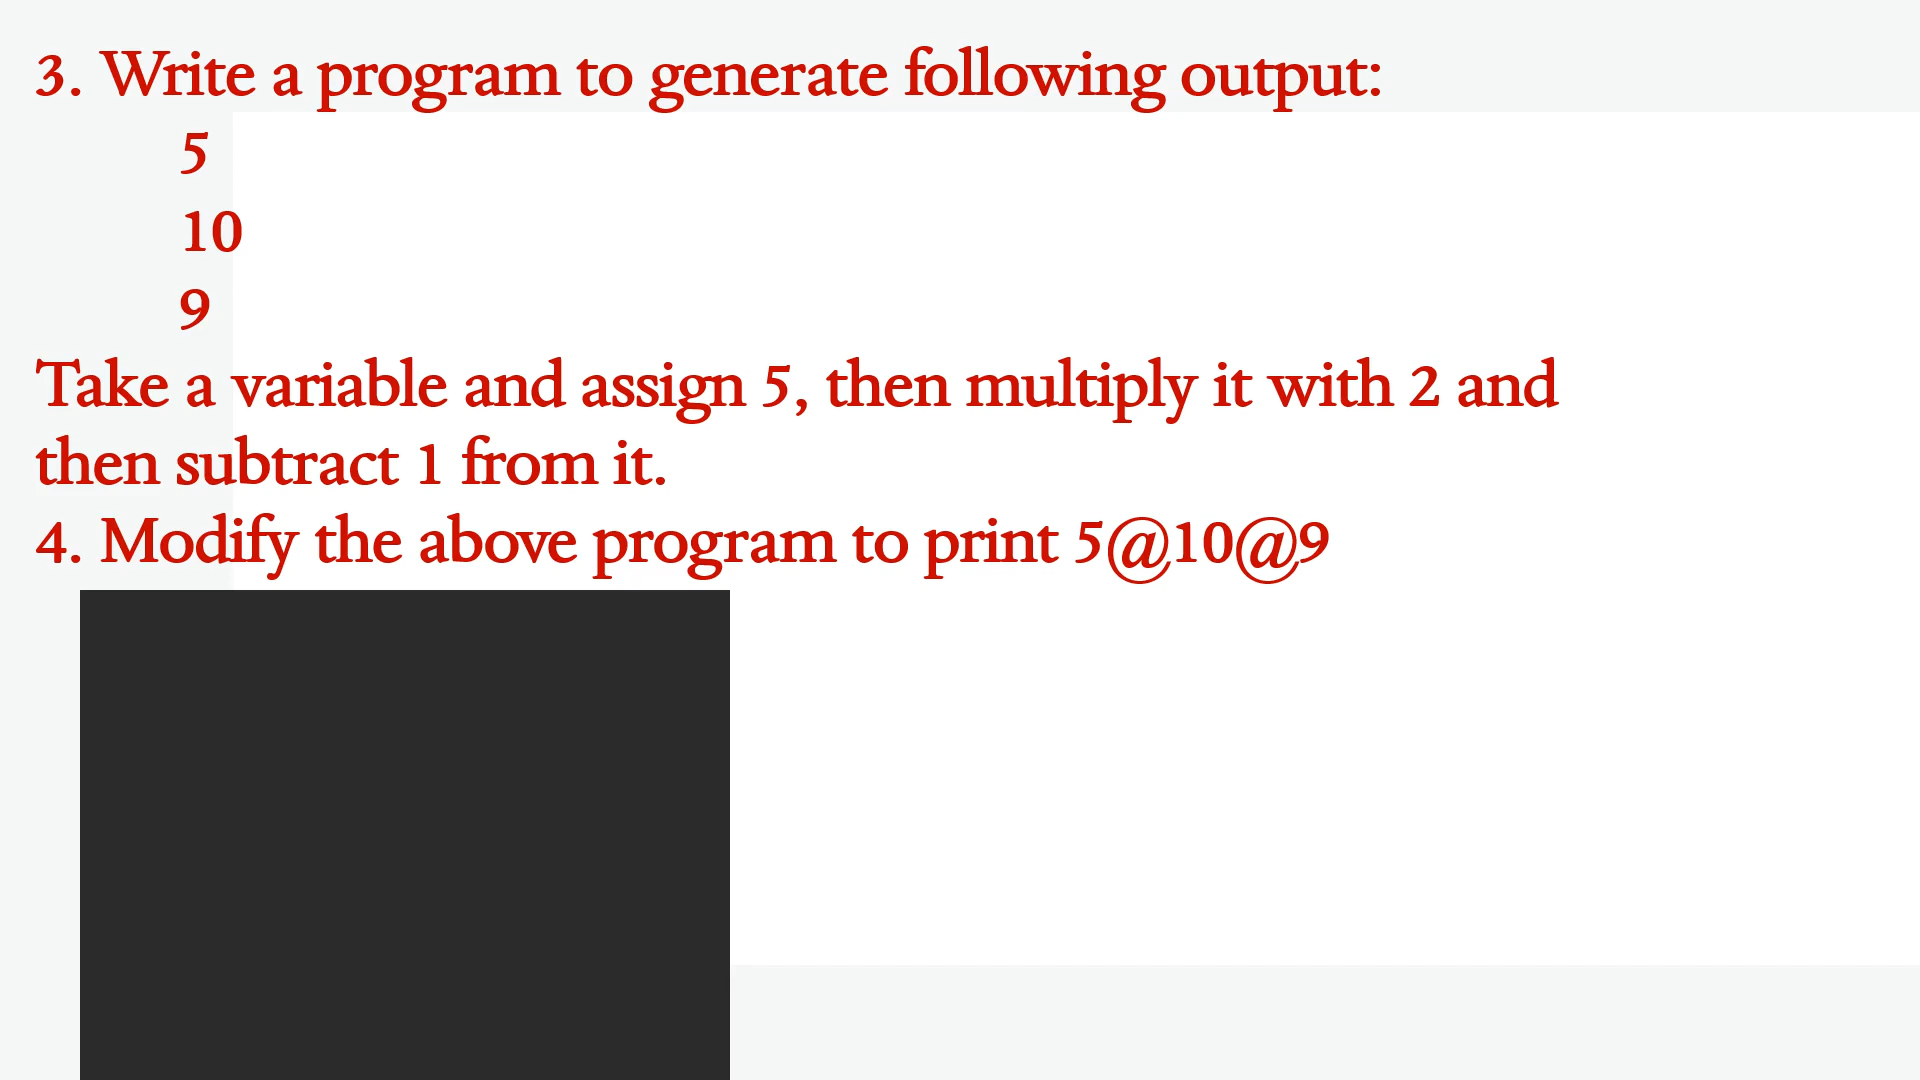 3. Write a program to generate following output:
5
10
9
Take a variable and assign 5, then multiply it with 2 and
then subtract 1 from it.
4. Modify the above program to print 5@10@9